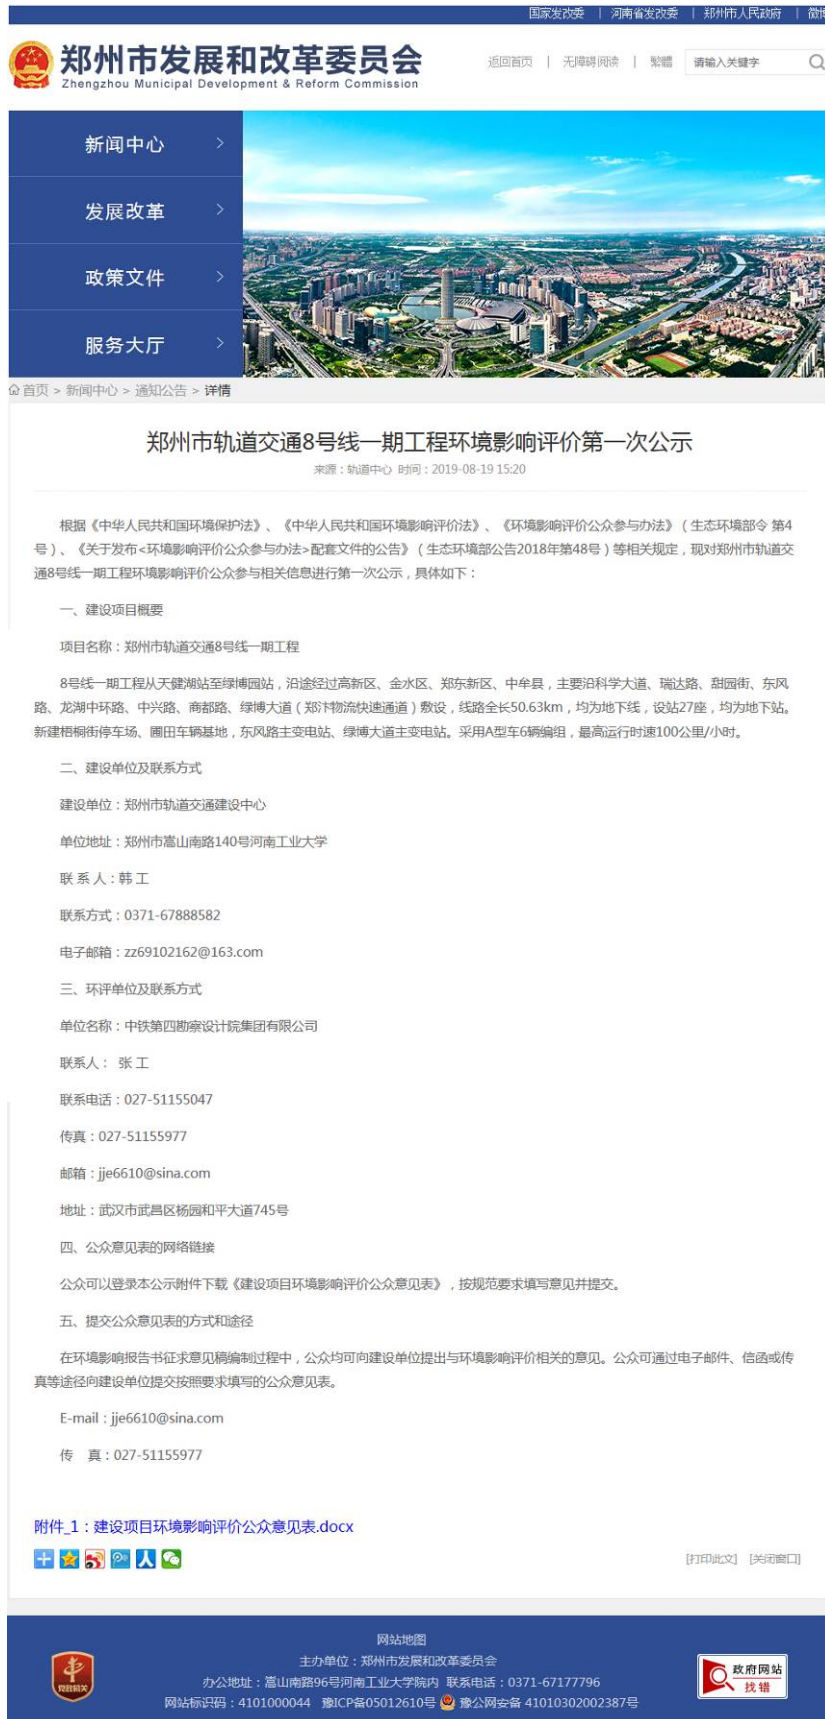 国家发改委 | 河南省发改委 | 郑州市人民政府 | 微博
郑州市发展和改革委员会
Zhengzhou Municipal Development & Reform Commission
返回首页 | 无障碍阅读 | 繁體 请输入关键字
新闻中心 >
发展改革 >
政策文件 >
服务大厅 >
首页 > 新闻中心 > 通知公告 > 详情
郑州市轨道交通8号线一期工程环境影响评价第一次公示
来源：轨道中心 时间：2019-08-19 15:20
根据《中华人民共和国环境保护法》、《中华人民共和国环境影响评价法》、《环境影响评价公众参与办法》（生态环境部令 第4
号）、《关于发布<环境影响评价公众参与办法>配套文件的公告》（生态环境部公告2018年第48号）等相关规定，现对郑州市轨道交
通8号线一期工程环境影响评价公众参与相关信息进行第一次公示，具体如下：
一、建设项目概要
项目名称：郑州市轨道交通8号线一期工程
8号线一期工程从天健湖站至绿博园站，沿途经过高新区、金水区、郑东新区、中牟县，主要沿科学大道、瑞达路、甜园街、东风
路、龙湖中环路、中兴路、商都路、绿博大道（郑汴物流快速通道）敷设，线路全长50.63km，均为地下线，设站27座，均为地下站。
新建梧桐街停车场、圃田车辆基地，东风路主变电站、绿博大道主变电站。采用A型车6辆编组，最高运行时速100公里/小时。
二、建设单位及联系方式
建设单位：郑州市轨道交通建设中心
单位地址：郑州市嵩山南路140号河南工业大学
联 系 人：韩 工
联系方式：0371-67888582
电子邮箱：zz69102162@163.com
三、环评单位及联系方式
单位名称：中铁第四勘察设计院集团有限公司
联系人： 张 工
联系电话：027-51155047
传真：027-51155977
邮箱：jje6610@sina.com
地址：武汉市武昌区杨园和平大道745号
四、公众意见表的网络链接
公众可以登录本公示附件下载《建设项目环境影响评价公众意见表》，按规范要求填写意见并提交。
五、提交公众意见表的方式和途径
在环境影响报告书征求意见稿编制过程中，公众均可向建设单位提出与环境影响评价相关的意见。公众可通过电子邮件、信函或传
真等途径向建设单位提交按照要求填写的公众意见表。
E-mail：jje6610@sina.com
传 真：027-51155977
附件_1：建设项目环境影响评价公众意见表.docx
[打印此文] [关闭窗口]
网站地图
主办单位：郑州市发展和改革委员会
办公地址：嵩山南路96号河南工业大学院内 联系电话：0371-67177796
网站标识码：4101000044 豫ICP备05012610号 豫公网安备 41010302002387号
党政机关
政府网站
找错